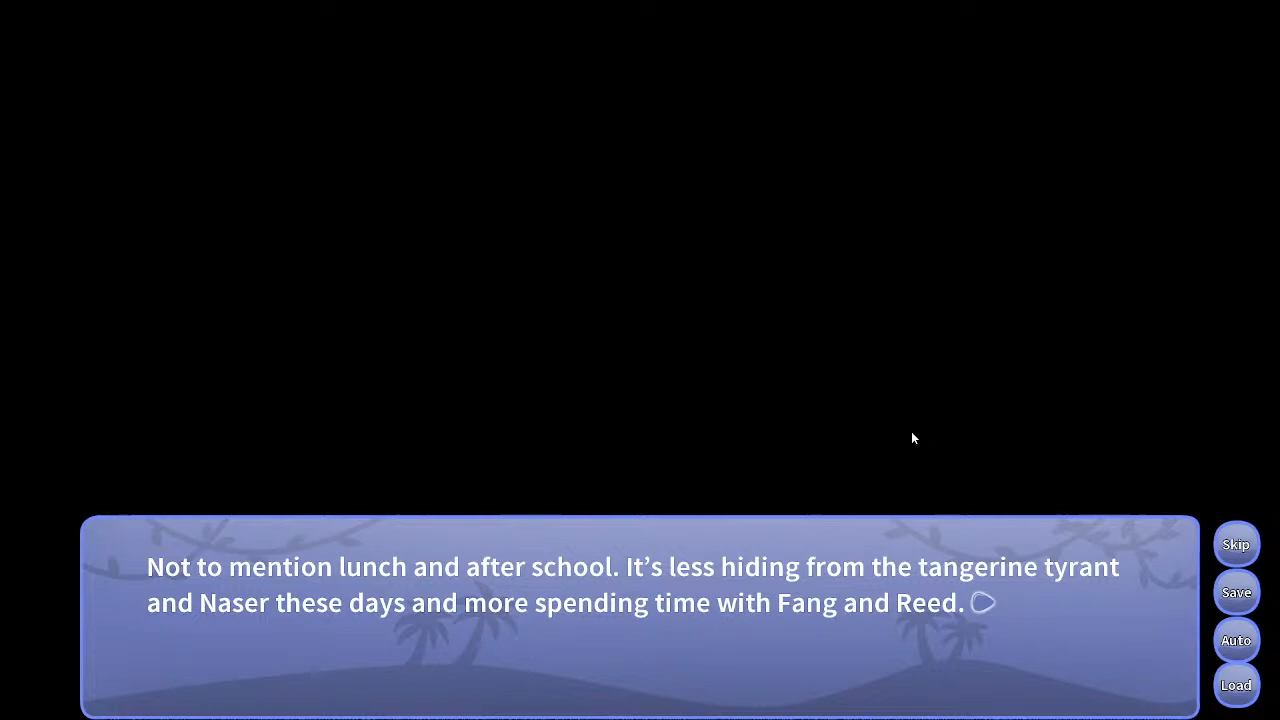 Not to mention lunch and after school. It’s less hiding from the tangerine tyrant
and Naser these days and more spending time with Fang and Reed.
Skip
Save
Auto
Load